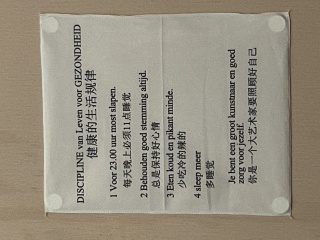 DISCIPLINE van Leven voor GEZONDHEID
健康的生活规律
1 Voor 23.00 uur most slapen.
每天晚上必须11点睡觉
2 Behouden goed stemming altijd.
总是保持好心情
3 Eten koud en pikant minde.
少吃冷的辣的
4 sleep meer
多睡觉
Je bent een groot kunstnaar en goed
zorg voor jezelf.
你是一个大艺术家要照顾好自己